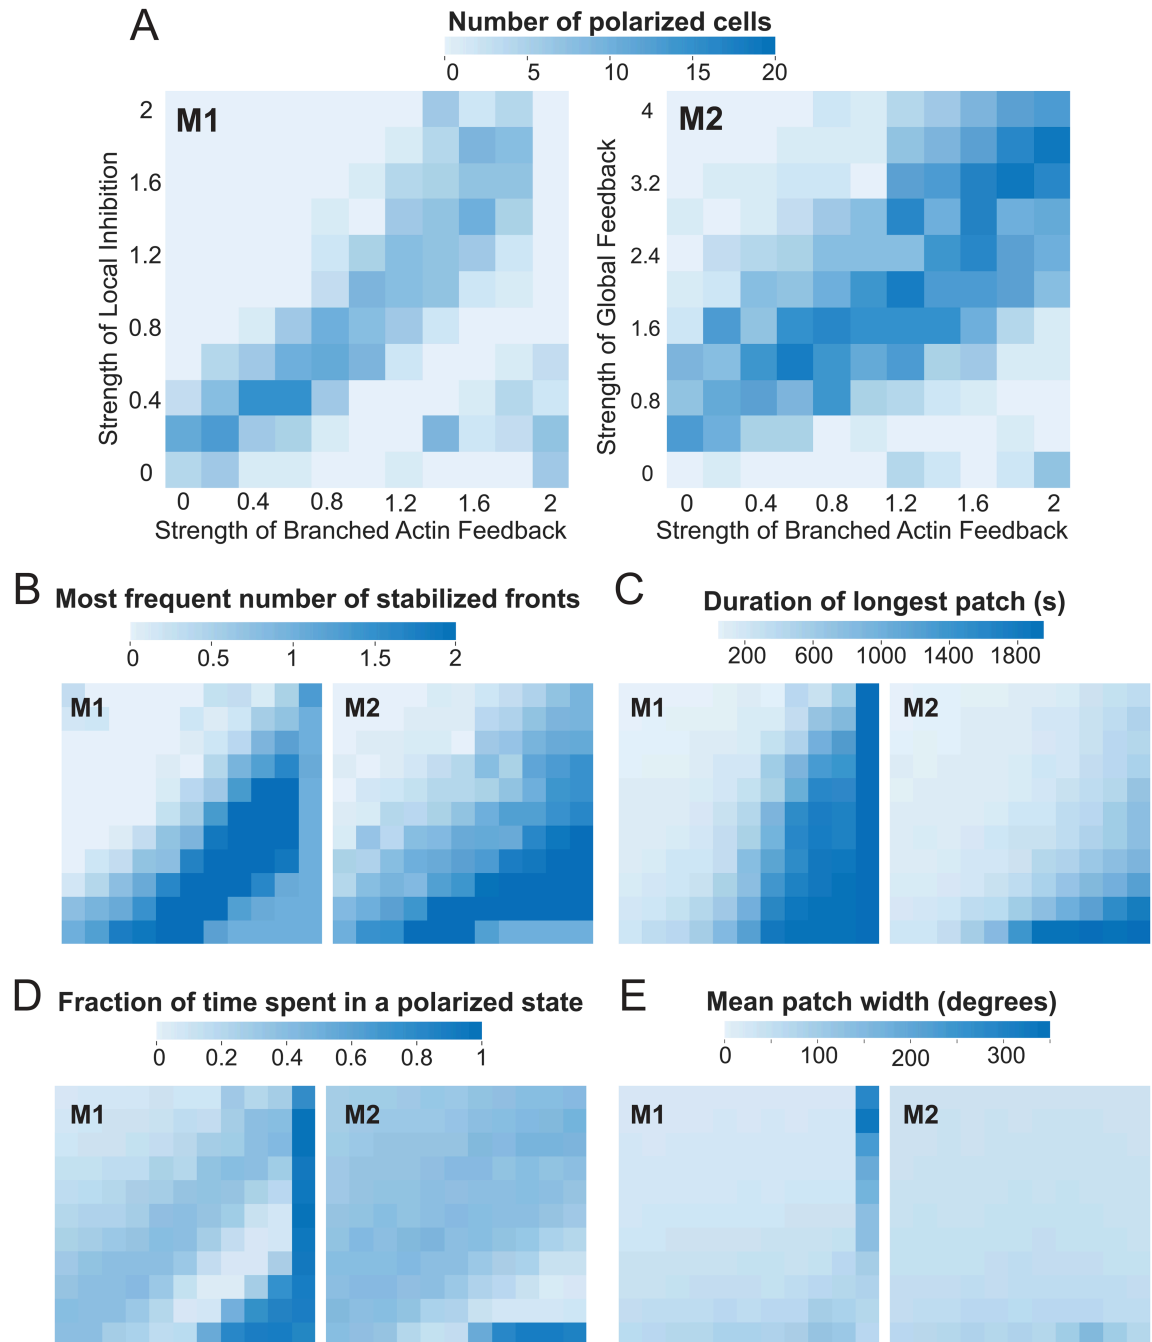 A
Number of polarized cells
0 5 10 15 20
M1
2
1.6
1.2
0.8
0.4
0
Strength of Local Inhibition
0 0.4 0.8 1.2 1.6 2
Strength of Branched Actin Feedback
M2
4
3.2
2.4
1.6
0.8
0
Strength of Global Feedback
0 0.4 0.8 1.2 1.6 2
Strength of Branched Actin Feedback
B
Most frequent number of stabilized fronts
0 0.5 1 1.5 2
M1
M2
C
Duration of longest patch (s)
200 600 1000 1400 1800
M1
M2
D
Fraction of time spent in a polarized state
0 0.2 0.4 0.6 0.8 1
M1
M2
E
Mean patch width (degrees)
0 100 200 300
M1
M2